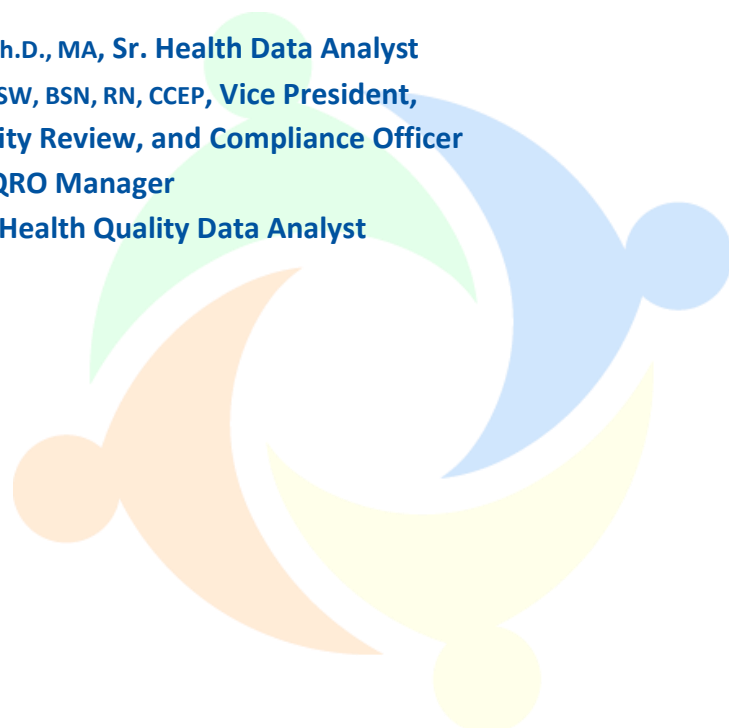 h.D., MA, Sr. Health Data Analyst
SW, BSN, RN, CCEP, Vice President,
ity Review, and Compliance Officer
QRO Manager
Health Quality Data Analyst